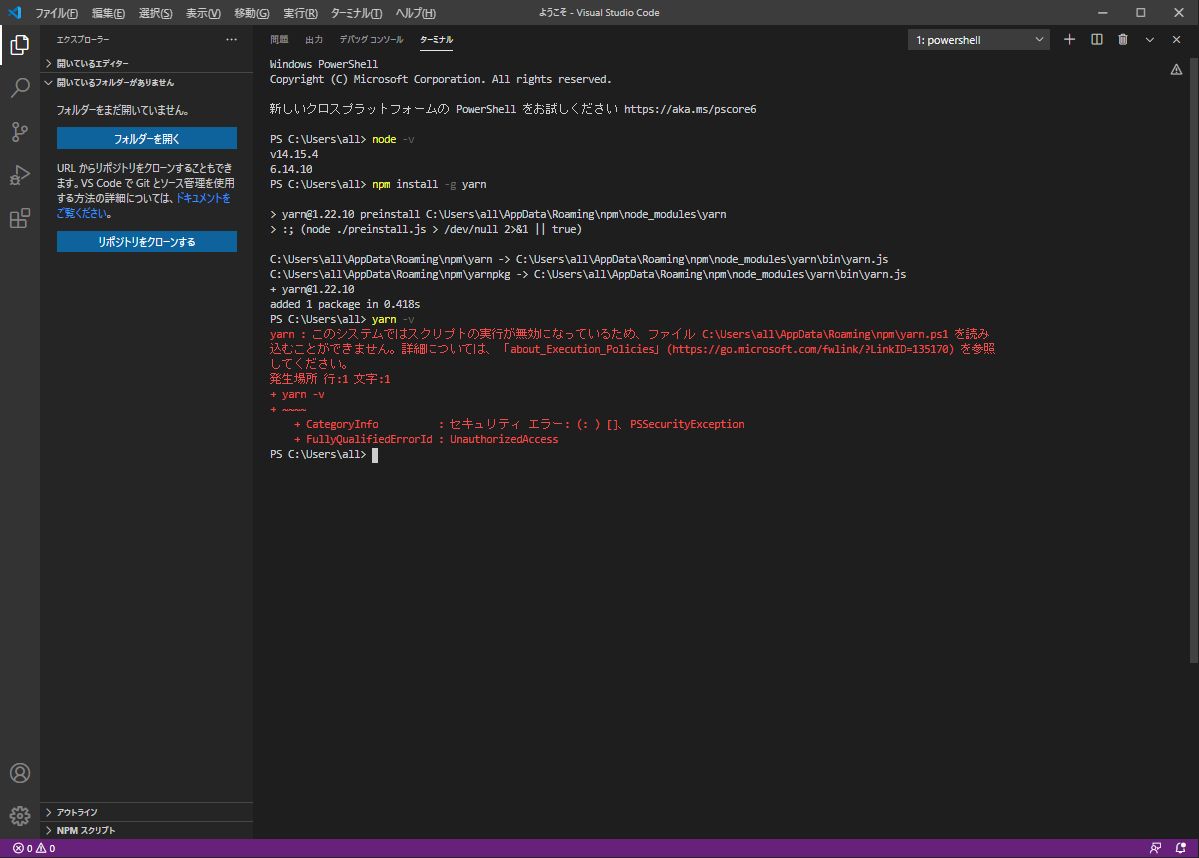 ファイル(F) 編集(E) 選択(S) 表示(V) 移動(G) 実行(R) ターミナル(T) ヘルプ(H) ようこそ - Visual Studio Code
エクスプローラー
開いているエディター
開いているフォルダーがありません
フォルダーをまだ開いていません。
フォルダーを開く
URL からリポジトリをクローンすることもでき
ます。VS Code で Git とソース管理を使用
する方法の詳細については、ドキュメントを
ご覧ください。
リポジトリをクローンする
アウトライン
NPM スクリプト
問題 出力 デバッグ コンソール ターミナル 1: powershell
Windows PowerShell
Copyright (C) Microsoft Corporation. All rights reserved.
新しいクロスプラットフォームの PowerShell をお試しください https://aka.ms/pscore6
PS C:\Users\all> node -v
v14.15.4
6.14.10
PS C:\Users\all> npm install -g yarn
> yarn@1.22.10 preinstall C:\Users\all\AppData\Roaming\npm\node_modules\yarn
> :; (node ./preinstall.js > /dev/null 2>&1 || true)
C:\Users\all\AppData\Roaming\npm\yarn -> C:\Users\all\AppData\Roaming\npm\node_modules\yarn\bin\yarn.js
C:\Users\all\AppData\Roaming\npm\yarnpkg -> C:\Users\all\AppData\Roaming\npm\node_modules\yarn\bin\yarn.js
+ yarn@1.22.10
added 1 package in 0.418s
PS C:\Users\all> yarn -v
yarn : このシステムではスクリプトの実行が無効になっているため、ファイル C:\Users\all\AppData\Roaming\npm\yarn.ps1 を読み
込むことができません。詳細については、「about_Execution_Policies」(https://go.microsoft.com/fwlink/?LinkID=135170) を参照
してください。
発生場所 行:1 文字:1
+ yarn -v
+ ~~~~
+ CategoryInfo : セキュリティ エラー: (: ) []、PSSecurityException
+ FullyQualifiedErrorId : UnauthorizedAccess
PS C:\Users\all>
0 0